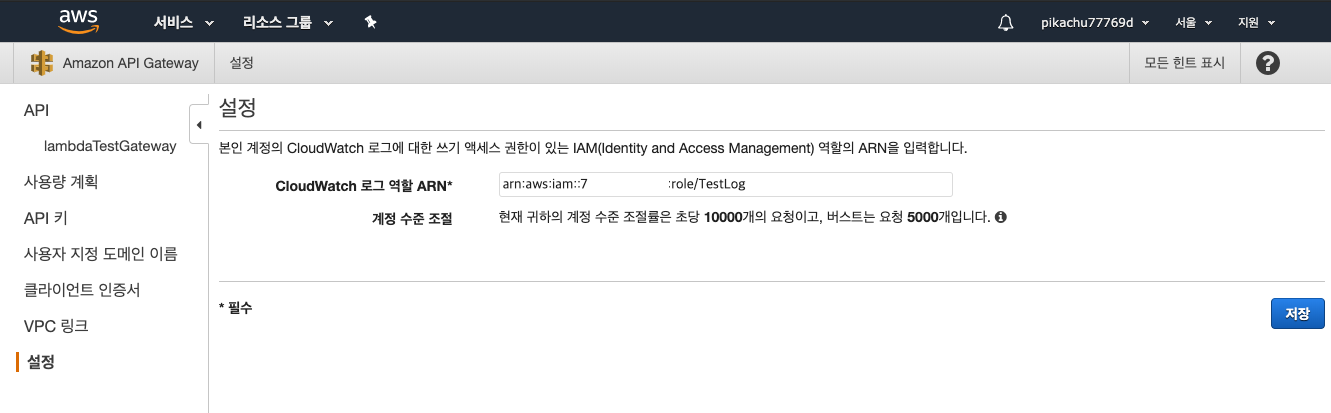 aws 서비스 리소스 그룹 pikachu77769d 서울 지원
Amazon API Gateway 설정 모든 힌트 표시 ?
API
lambdaTestGateway
사용량 계획
API 키
사용자 지정 도메인 이름
클라이언트 인증서
VPC 링크
설정
설정
본인 계정의 CloudWatch 로그에 대한 쓰기 액세스 권한이 있는 IAM(Identity and Access Management) 역할의 ARN을 입력합니다.
CloudWatch 로그 역할 ARN* arn:aws:iam::7 :role/TestLog
계정 수준 조절 현재 귀하의 계정 수준 조절률은 초당 10000개의 요청이고, 버스트는 요청 5000개입니다.
* 필수
저장